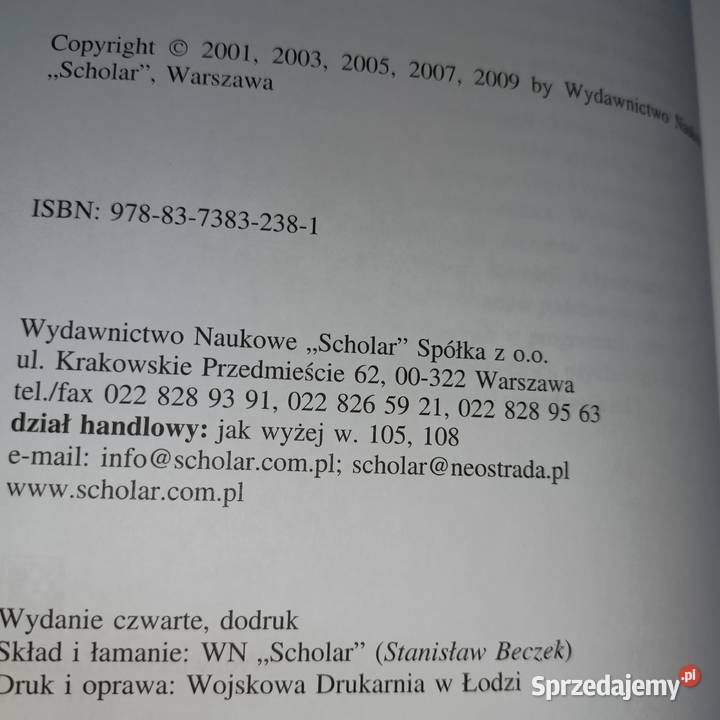 Copyright © 2001, 2003, 2005, 2007, 2009 by Wydawnictwo
„Scholar”, Warszawa
ISBN: 978-83-7383-238-1
Wydawnictwo Naukowe „Scholar” Spółka z o.o.
ul. Krakowskie Przedmieście 62, 00-322 Warszawa
tel./fax 022 828 93 91, 022 826 59 21, 022 828 95 63
dział handlowy: jak wyżej w. 105, 108
e-mail: info@scholar.com.pl; scholar@neostrada.pl
www.scholar.com.pl
Wydanie czwarte, dodruk
Skład i łamanie: WN „Scholar” (Stanisław Beczek)
Druk i oprawa: Wojskowa Drukarnia w Łodzi
Sprzedajemy.pl